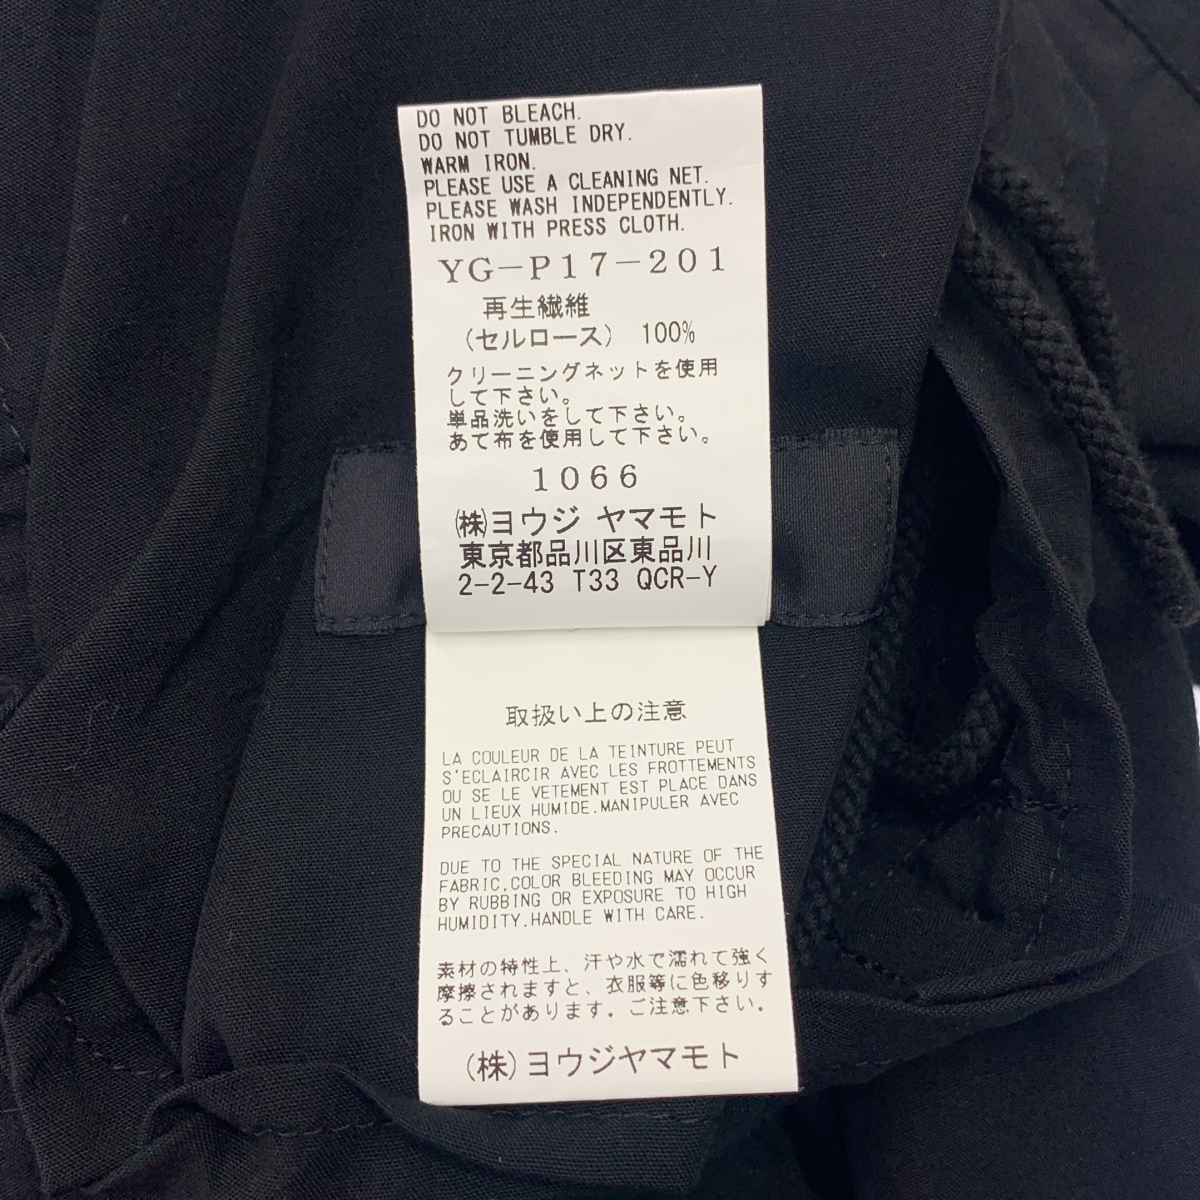 DO NOT BLEACH.
DO NOT TUMBLE DRY.
WARM IRON.
PLEASE USE A CLEANING NET.
PLEASE WASH INDEPENDENTLY.
IRON WITH PRESS CLOTH.
YG-P17-201
再生繊維
(セルロース) 100%
クリーニングネットを使用
して下さい。
単品洗いをして下さい。
あて布を使用して下さい。
1066
㈱ヨウジ ヤマモト
東京都品川区東品川
2-2-43 T33 QCR-Y
取扱い上の注意
LA COULEUR DE LA TEINTURE PEUT
S'ECLAIRCIR AVEC LES FROTTEMENTS
OU SE LE VETEMENT EST PLACE DANS
UN LIEUX HUMIDE.MANIPULER AVEC
PRECAUTIONS.
DUE TO THE SPECIAL NATURE OF THE
FABRIC,COLOR BLEEDING MAY OCCUR
BY RUBBING OR EXPOSURE TO HIGH
HUMIDITY.HANDLE WITH CARE.
素材の特性上、汗や水で濡れて強く
摩擦されますと、衣服等に色移りす
ることがあります。ご注意下さい。
(株)ヨウジヤマモト